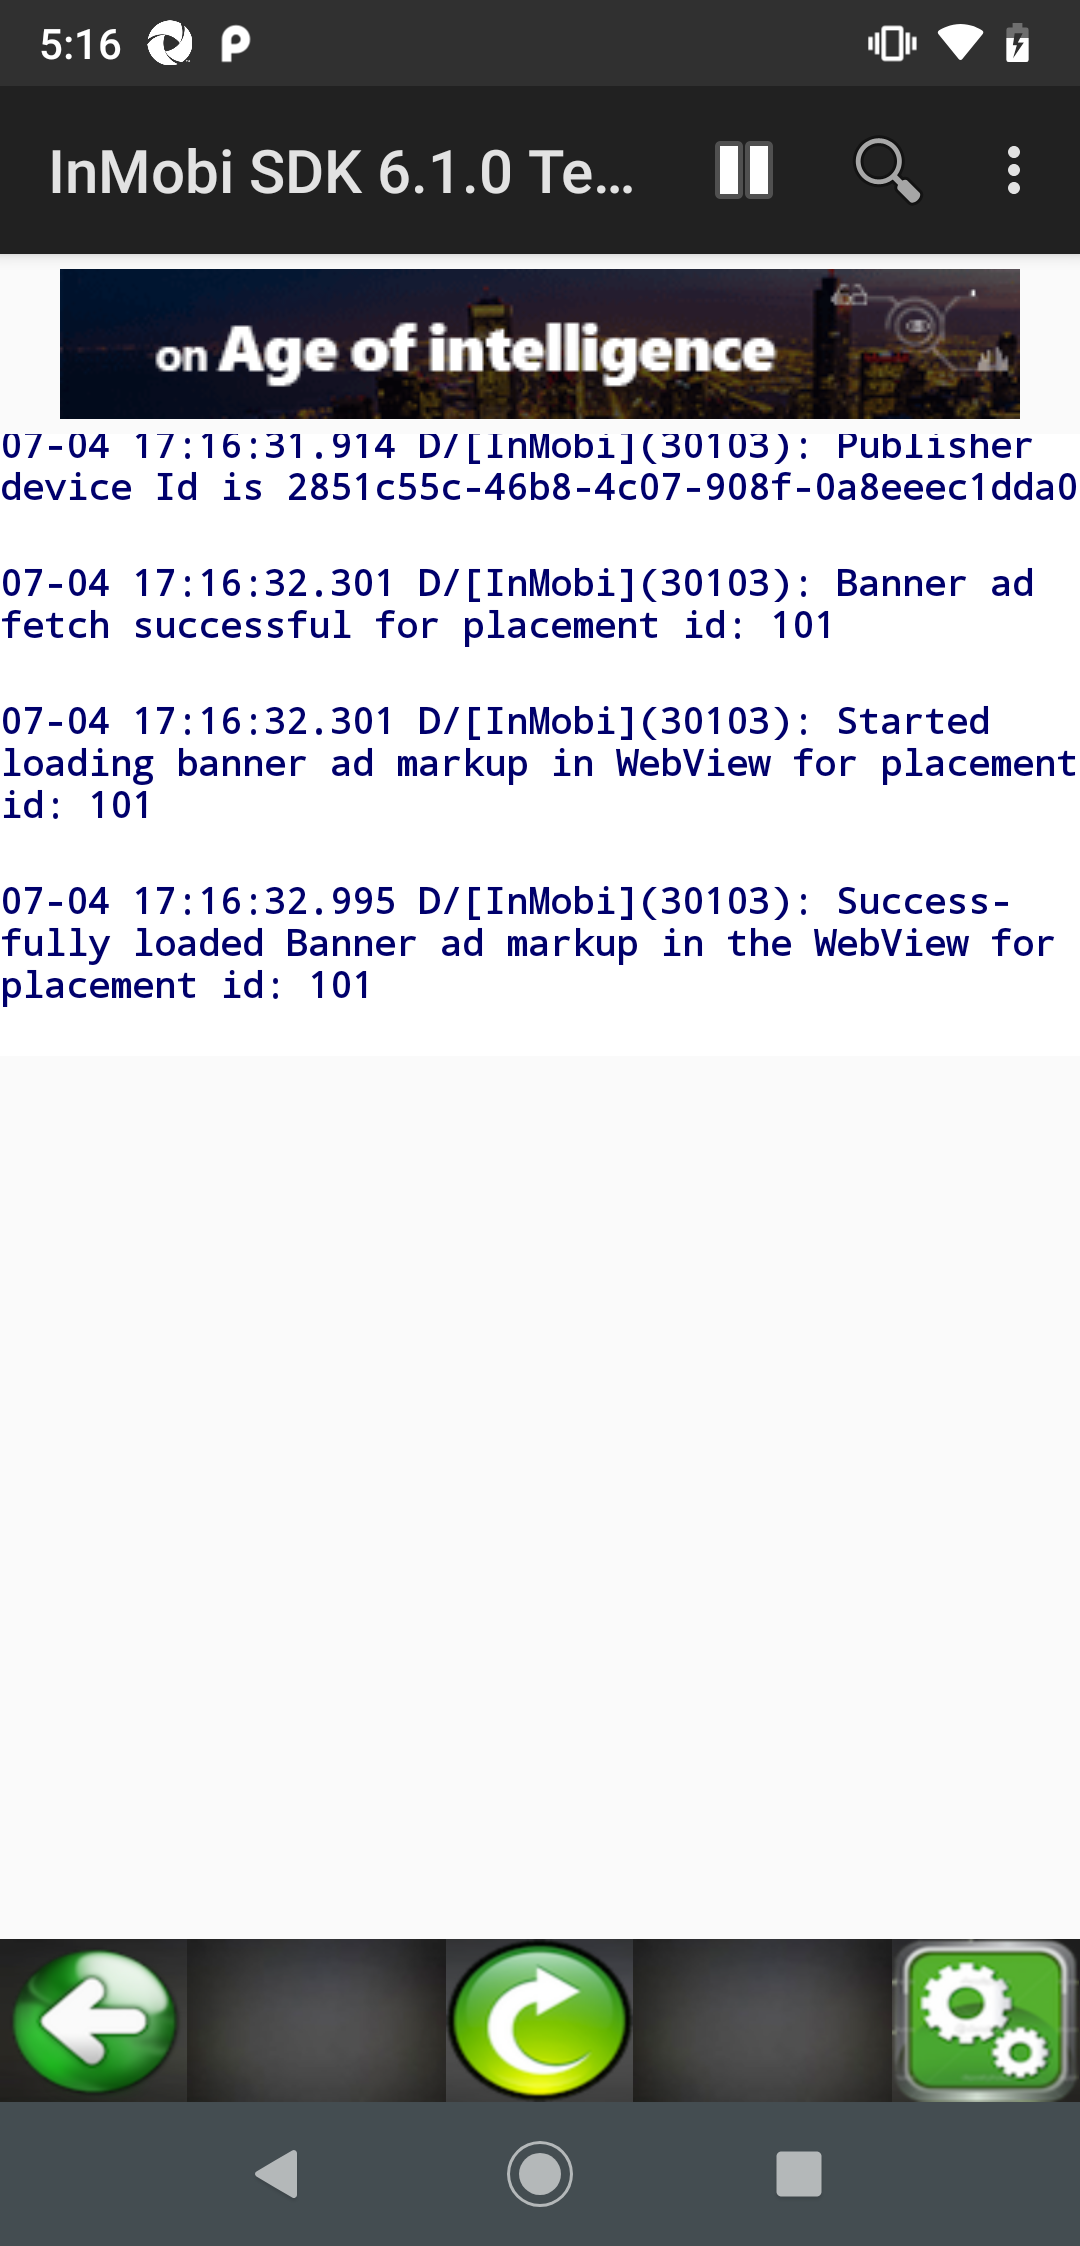 5:16
InMobi SDK 6.1.0 Te...
on Age of intelligence
07-04 17:16:31.914 D/[InMobi](30103): Publisher
device Id is 2851c55c-46b8-4c07-908f-0a8eeec1dda0
07-04 17:16:32.301 D/[InMobi](30103): Banner ad
fetch successful for placement id: 101
07-04 17:16:32.301 D/[InMobi](30103): Started
loading banner ad markup in WebView for placement
id: 101
07-04 17:16:32.995 D/[InMobi](30103): Success-
fully loaded Banner ad markup in the WebView for
placement id: 101